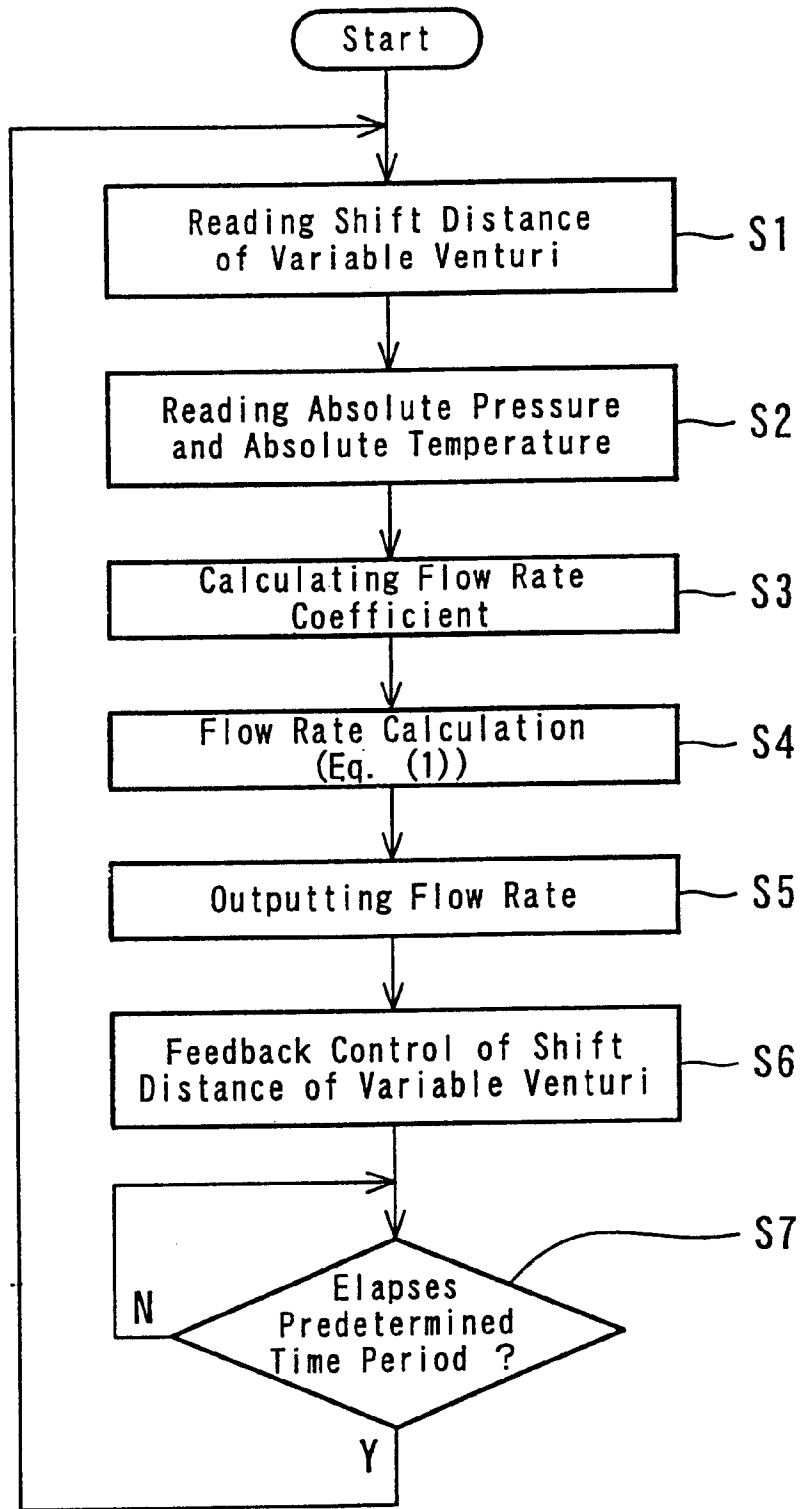 Start
Reading Shift Distance
of Variable Venturi
S1
Reading Absolute Pressure
and Absolute Temperature
S2
Calculating Flow Rate
Coefficient
S3
Flow Rate Calculation
(Eq. (1))
S4
Outputting Flow Rate
S5
Feedback Control of Shift
Distance of Variable Venturi
S6
S7
Elapses
Predetermined
Time Period ?
N
Y